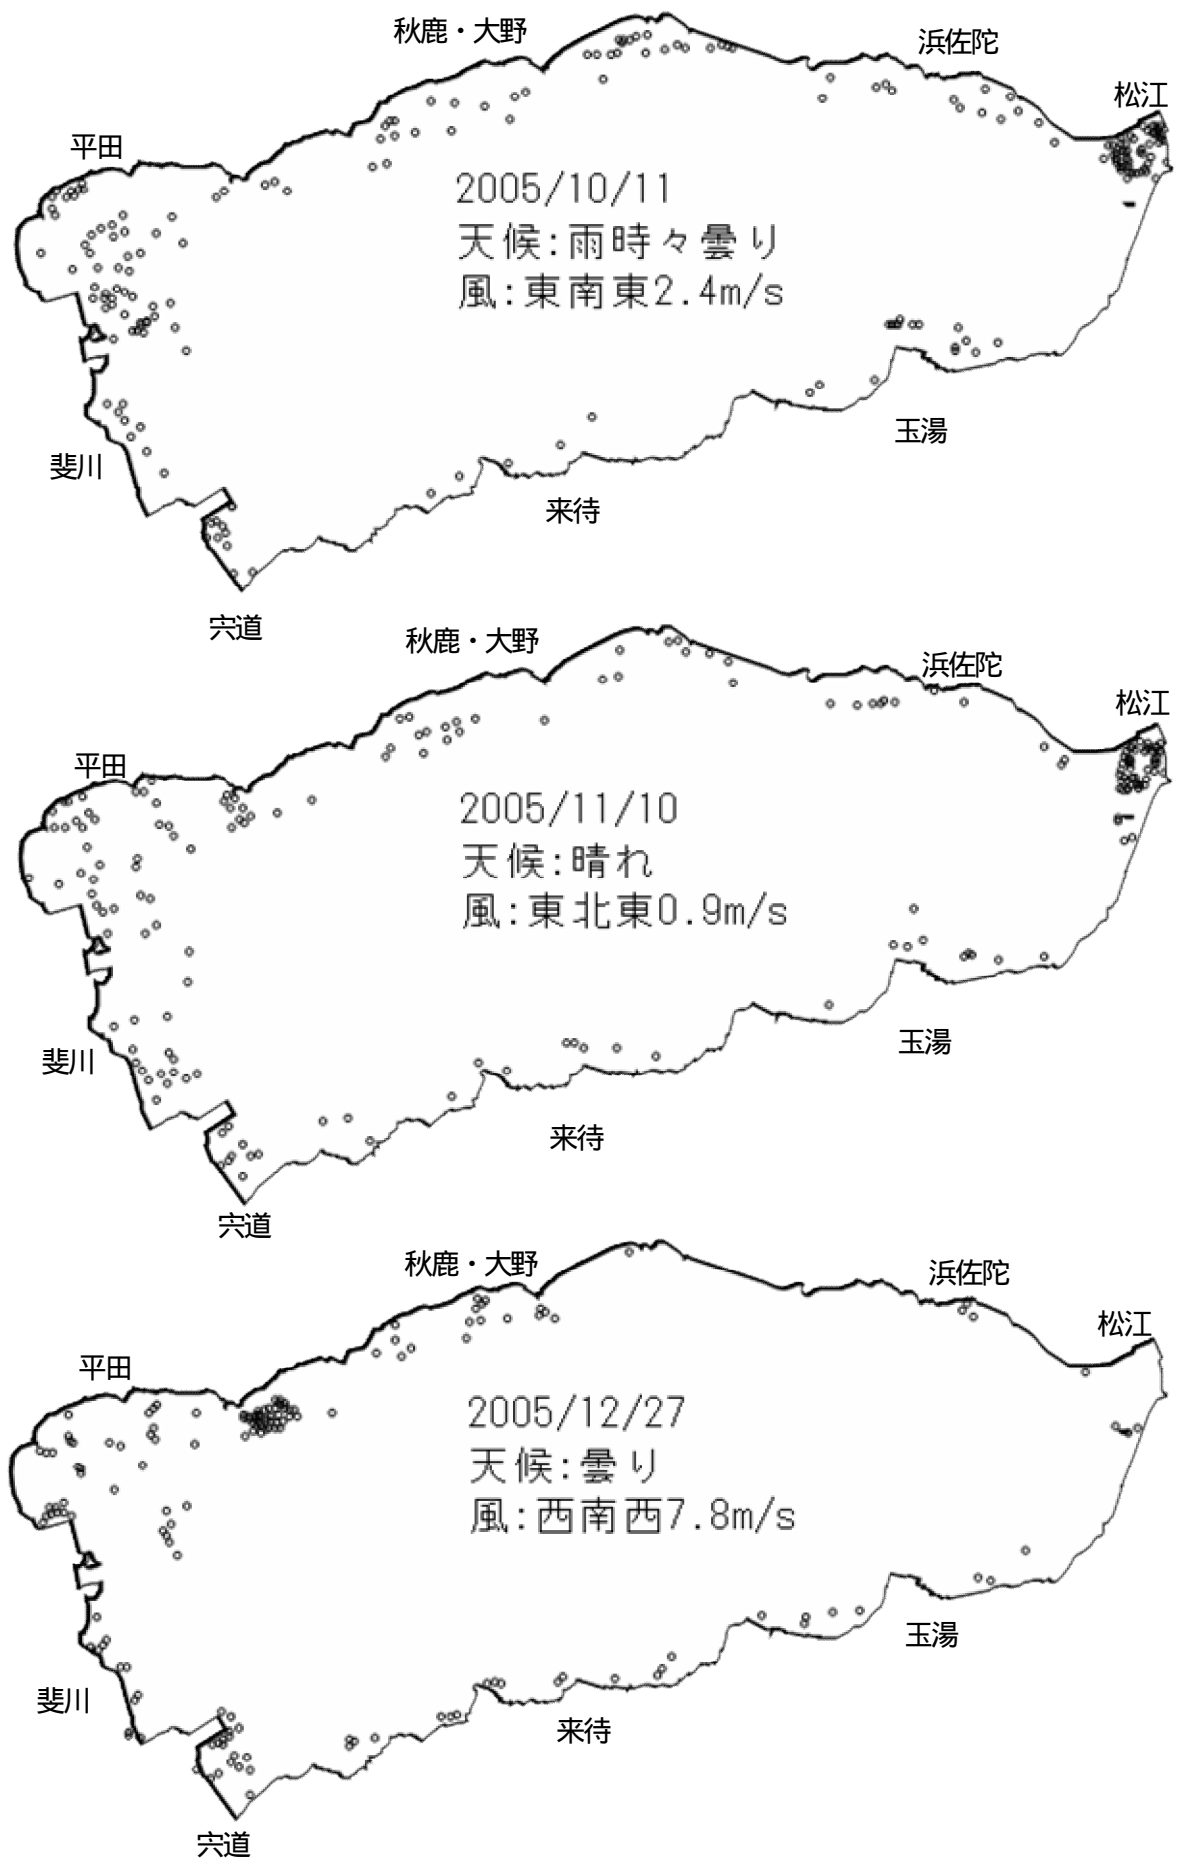 秋鹿・大野
浜佐陀
松江
平田
2005/10/11
天候:雨時々曇り
風:東南東2.4m/s
玉湯
斐川
来待
宍道
秋鹿・大野
浜佐陀
松江
平田
2005/11/10
天候:晴れ
風:東北東0.9m/s
玉湯
斐川
来待
宍道
秋鹿・大野
浜佐陀
松江
平田
2005/12/27
天候:曇り
風:西南西7.8m/s
玉湯
斐川
来待
宍道